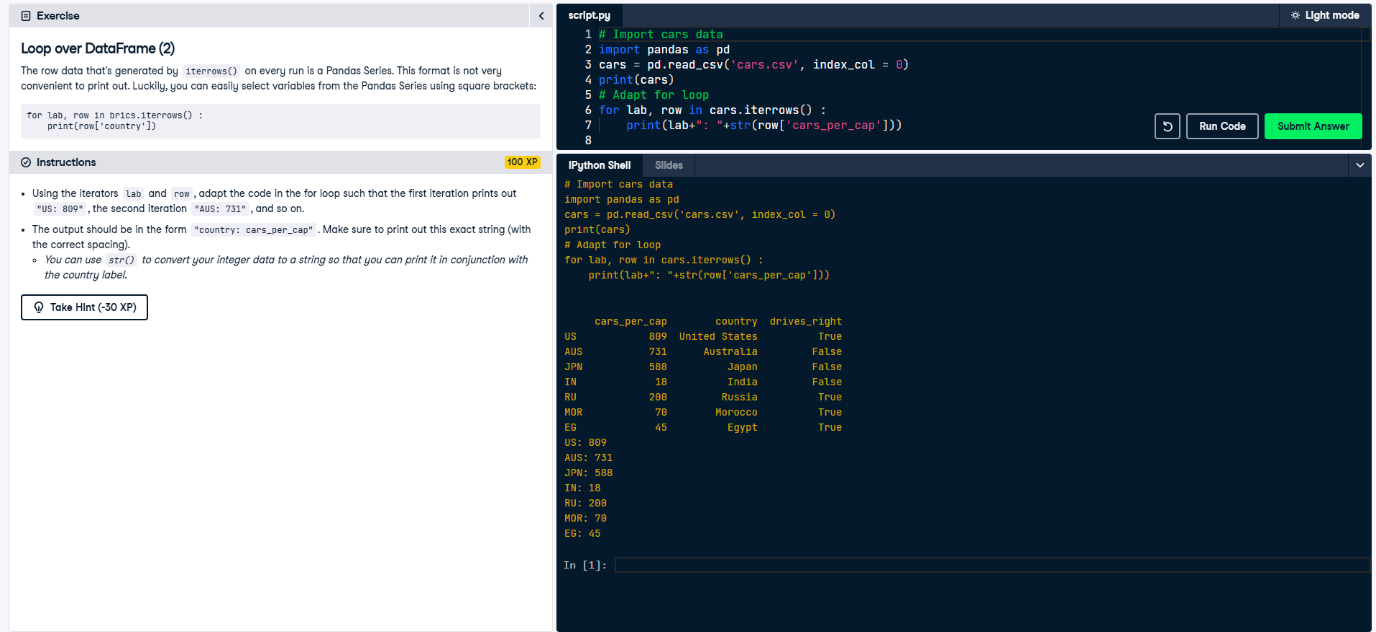 Exercise
Loop over DataFrame (2)
The row data that's generated by iterrows() on every run is a Pandas Series. This format is not very
convenient to print out. Luckily, you can easily select variables from the Pandas Series using square brackets:
for lab, row in brics.iterrows() :
    print(row['country'])
Instructions
100 XP
• Using the iterators lab and row, adapt the code in the for loop such that the first iteration prints out
"US: 809", the second iteration "AUS: 731", and so on.
• The output should be in the form "country: cars_per_cap". Make sure to print out this exact string (with
the correct spacing).
◦ You can use str() to convert your integer data to a string so that you can print it in conjunction with
the country label.
Take Hint (-30 XP)
script.py
Light mode
1 # Import cars data
2 import pandas as pd
3 cars = pd.read_csv('cars.csv', index_col = 0)
4 print(cars)
5 # Adapt for loop
6 for lab, row in cars.iterrows() :
7     print(lab+": "+str(row['cars_per_cap']))
8
Run Code
Submit Answer
IPython Shell
Slides
# Import cars data
import pandas as pd
cars = pd.read_csv('cars.csv', index_col = 0)
print(cars)
# Adapt for loop
for lab, row in cars.iterrows() :
    print(lab+": "+str(row['cars_per_cap']))
     cars_per_cap        country  drives_right
US            809  United States          True
AUS           731      Australia         False
JPN           588          Japan         False
IN             18          India         False
RU            200         Russia          True
MOR            70        Morocco          True
EG             45          Egypt          True
US: 809
AUS: 731
JPN: 588
IN: 18
RU: 200
MOR: 70
EG: 45
In [1]: